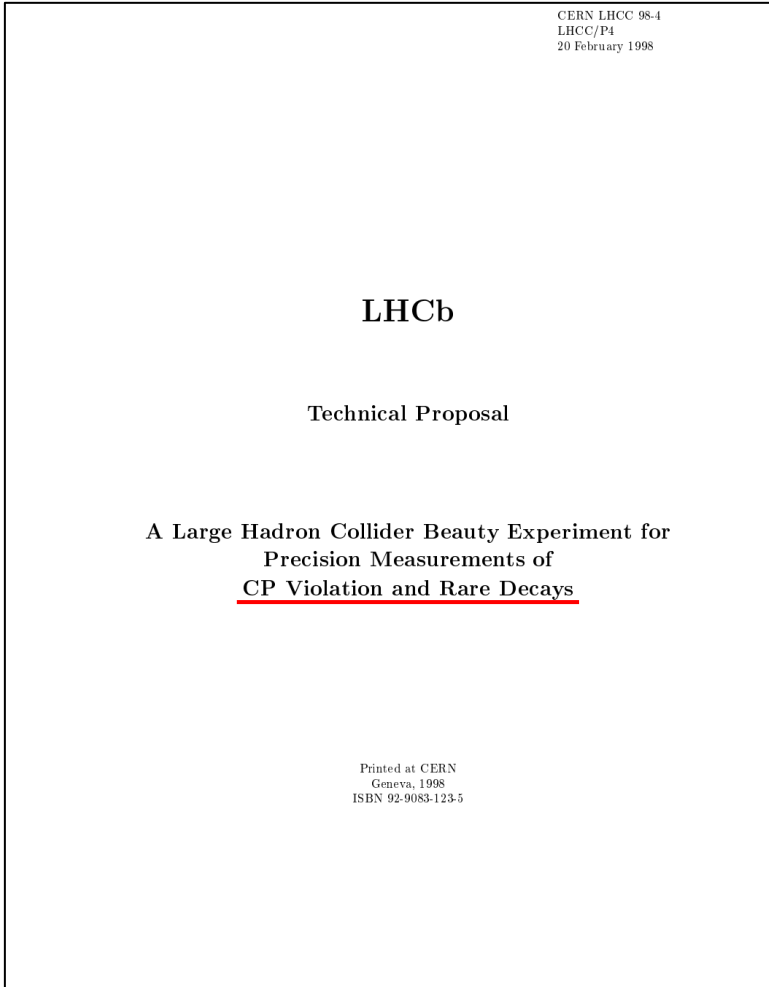 CERN LHCC 98-4
LHCC/P4
20 February 1998
LHCb
Technical Proposal
A Large Hadron Collider Beauty Experiment for
Precision Measurements of
CP Violation and Rare Decays
Printed at CERN
Geneva, 1998
ISBN 92-9083-123-5